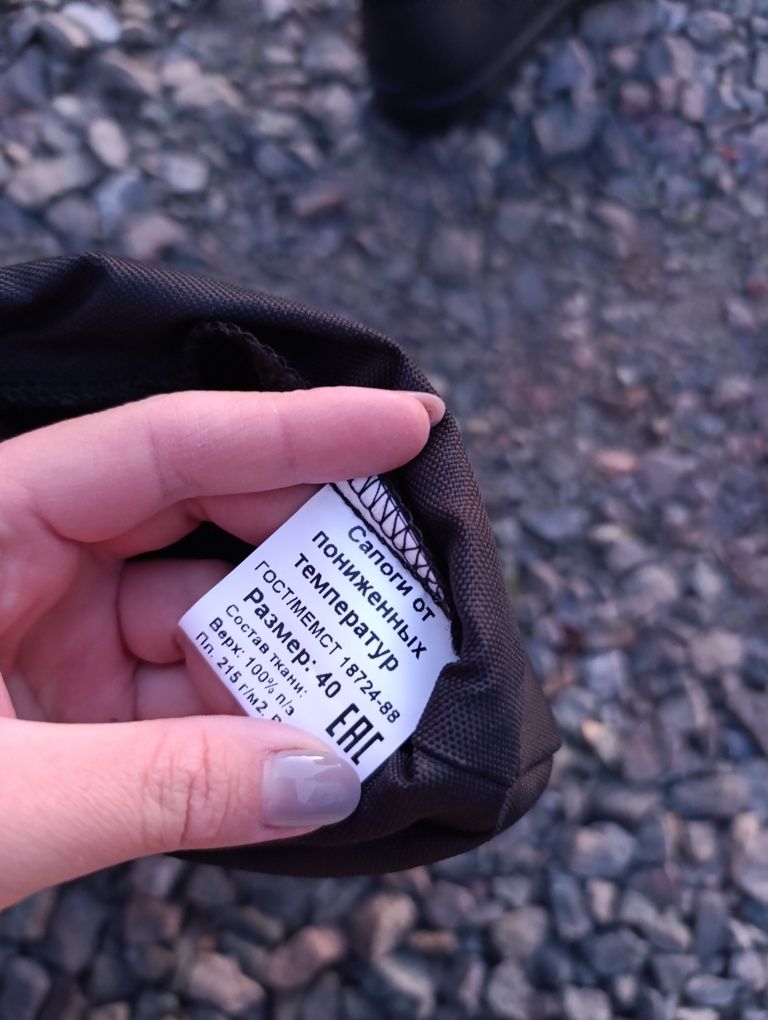 Сапоги от
пониженных
температур
ГОСТ/МЕМСТ 18724-88
Размер: 40
Состав ткани:
Верх: 100% п/э
Пл. 215 г/м2,
ЕАС